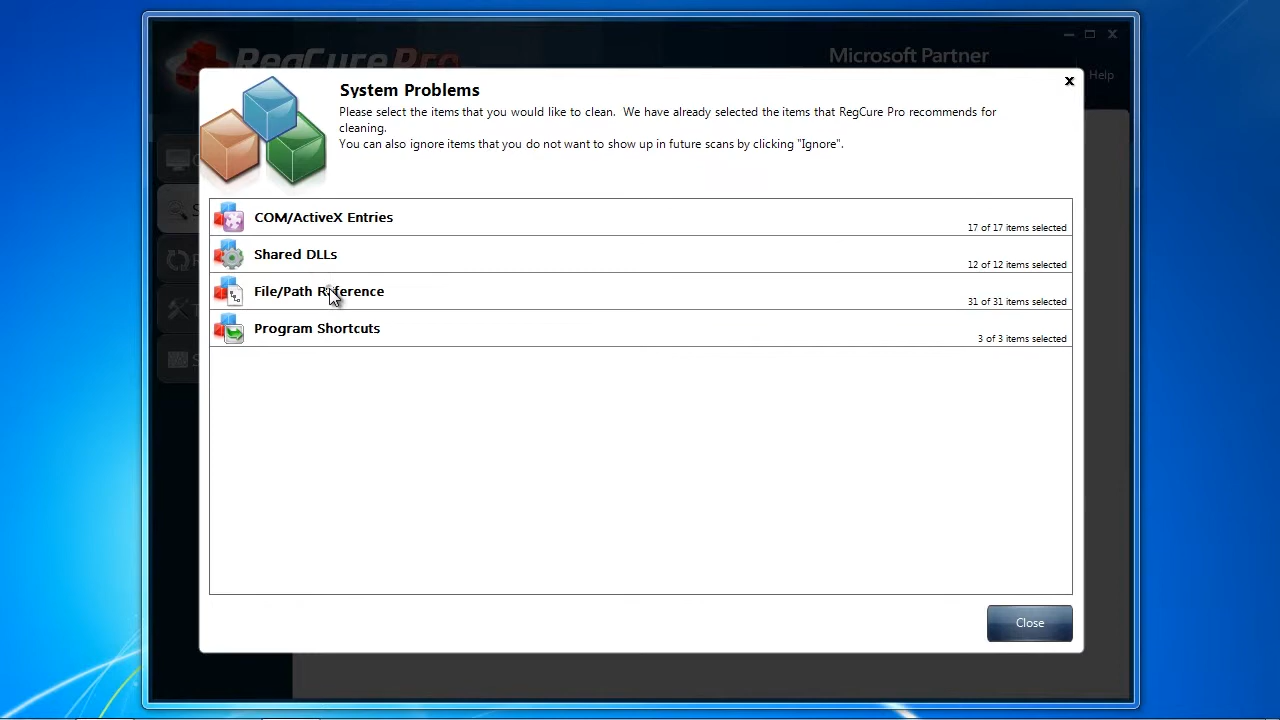 RegCure Pro
Microsoft Partner
Help
System Problems
Please select the items that you would like to clean.  We have already selected the items that RegCure Pro recommends for
cleaning.
You can also ignore items that you do not want to show up in future scans by clicking "Ignore".
COM/ActiveX Entries
17 of 17 items selected
Shared DLLs
12 of 12 items selected
File/Path Reference
31 of 31 items selected
Program Shortcuts
3 of 3 items selected
Close